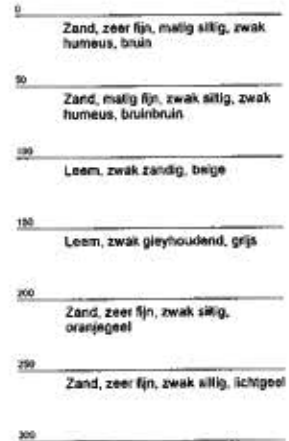 0
Zand, zeer fijn, matig siltig, zwak
humeus, bruin
50
Zand, matig fijn, zwak siltig, zwak
humeus, bruinbruin
100
Leem, zwak zandig, beige
150
Leem, zwak gleyhoudend, grijs
200
Zand, zeer fijn, zwak siltig,
oranjegeel
250
Zand, zeer fijn, zwak siltig, lichtgeel
300